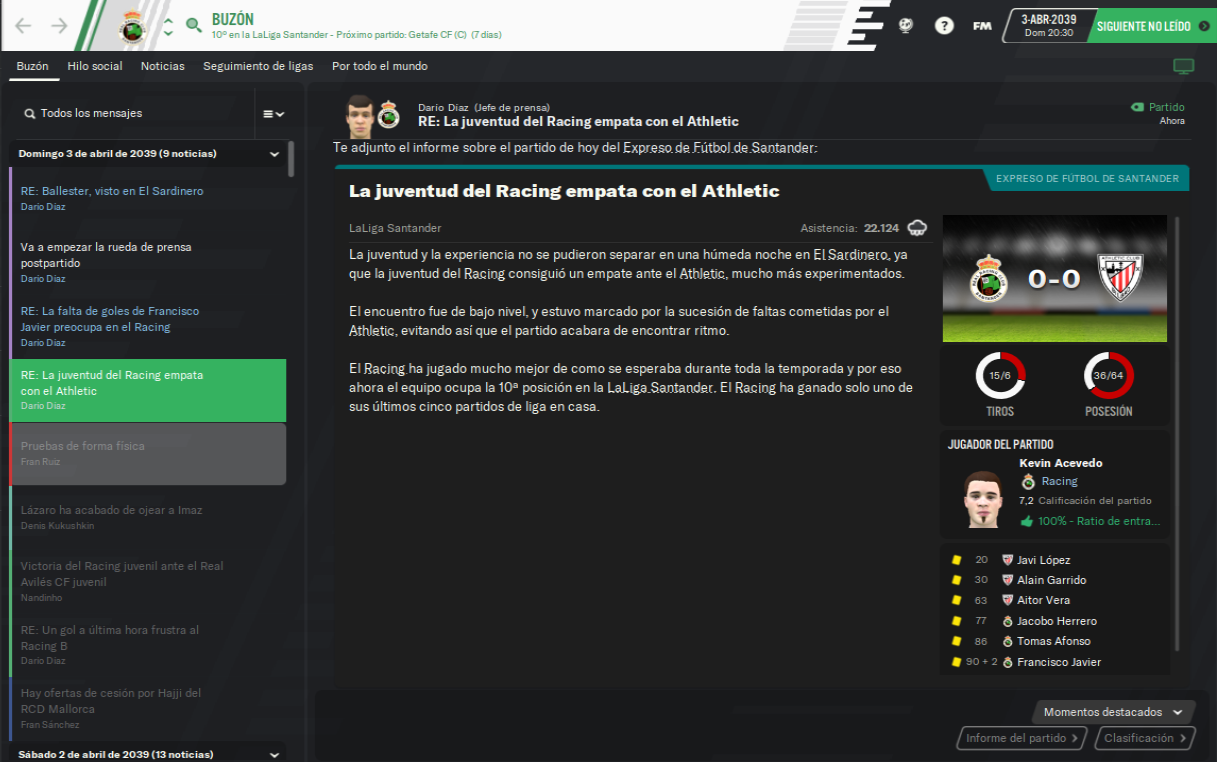 BUZÓN
10º en la LaLiga Santander - Próximo partido: Getafe CF (C) (7 días)
?
FM
3-ABR-2039
Dom 20:30
SIGUIENTE NO LEÍDO
Buzón
Hilo social
Noticias
Seguimiento de ligas
Por todo el mundo
Todos los mensajes
Domingo 3 de abril de 2039 (9 noticias)
RE: Ballester, visto en El Sardinero
Darío Díaz
Va a empezar la rueda de prensa
postpartido
Darío Díaz
RE: La falta de goles de Francisco
Javier preocupa en el Racing
Darío Díaz
RE: La juventud del Racing empata
con el Athletic
Darío Díaz
Pruebas de forma física
Fran Ruiz
Lázaro ha acabado de ojear a Imaz
Denis Kukushkin
Victoria del Racing juvenil ante el Real
Avilés CF juvenil
Nandinho
RE: Un gol a última hora frustra al
Racing B
Darío Díaz
Hay ofertas de cesión por Hajji del
RCD Mallorca
Fran Sánchez
Sábado 2 de abril de 2039 (13 noticias)
Darío Díaz (Jefe de prensa)
RE: La juventud del Racing empata con el Athletic
Partido
Ahora
Te adjunto el informe sobre el partido de hoy del Expreso de Fútbol de Santander:
EXPRESO DE FÚTBOL DE SANTANDER
La juventud del Racing empata con el Athletic
LaLiga Santander
Asistencia: 22.124
La juventud y la experiencia no se pudieron separar en una húmeda noche en El Sardinero, ya
que la juventud del Racing consiguió un empate ante el Athletic, mucho más experimentados.
El encuentro fue de bajo nivel, y estuvo marcado por la sucesión de faltas cometidas por el
Athletic, evitando así que el partido acabara de encontrar ritmo.
El Racing ha jugado mucho mejor de como se esperaba durante toda la temporada y por eso
ahora el equipo ocupa la 10ª posición en la LaLiga Santander. El Racing ha ganado solo uno de
sus últimos cinco partidos de liga en casa.
0-0
ATHLETIC CLUB
15/6
TIROS
36/64
POSESIÓN
JUGADOR DEL PARTIDO
Kevin Acevedo
Racing
7,2 Calificación del partido
100% - Ratio de entra...
20 Javi López
30 Alain Garrido
63 Aitor Vera
77 Jacobo Herrero
86 Tomas Afonso
90 + 2 Francisco Javier
Momentos destacados
Informe del partido
Clasificación